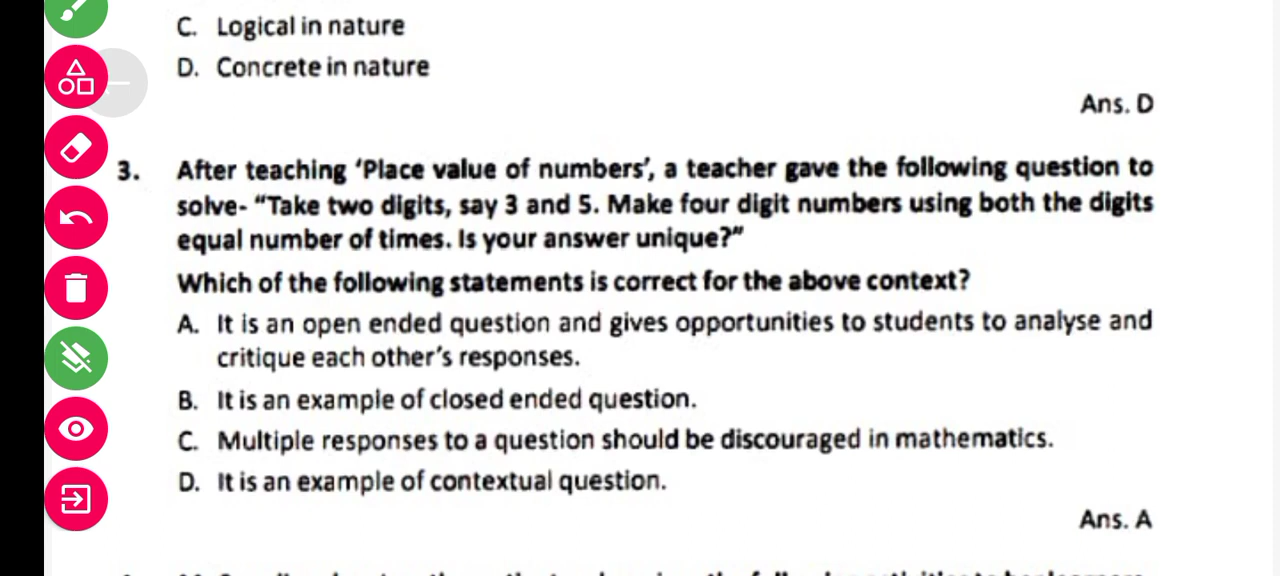 C. Logical in nature
D. Concrete in nature
Ans. D
3. After teaching ‘Place value of numbers’, a teacher gave the following question to
solve- “Take two digits, say 3 and 5. Make four digit numbers using both the digits
equal number of times. Is your answer unique?”
Which of the following statements is correct for the above context?
A. It is an open ended question and gives opportunities to students to analyse and
critique each other’s responses.
B. It is an example of closed ended question.
C. Multiple responses to a question should be discouraged in mathematics.
D. It is an example of contextual question.
Ans. A